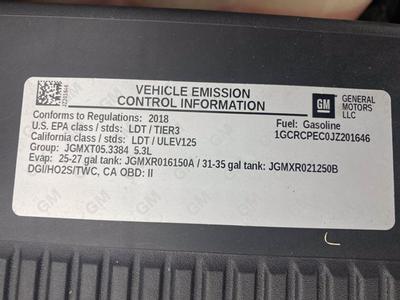 VEHICLE EMISSION
CONTROL INFORMATION
GM
GENERAL
MOTORS
LLC
Conforms to Regulations: 2018
Fuel: Gasoline
U.S. EPA class / stds: LDT / TIER3
1GCRCPEC0JZ201646
California class / stds: LDT / ULEV125
Group: JGMXT05.3384 5.3L
Evap: 25-27 gal tank: JGMXR016150A / 31-35 gal tank: JGMXR021250B
DGI/HO2S/TWC, CA OBD: II